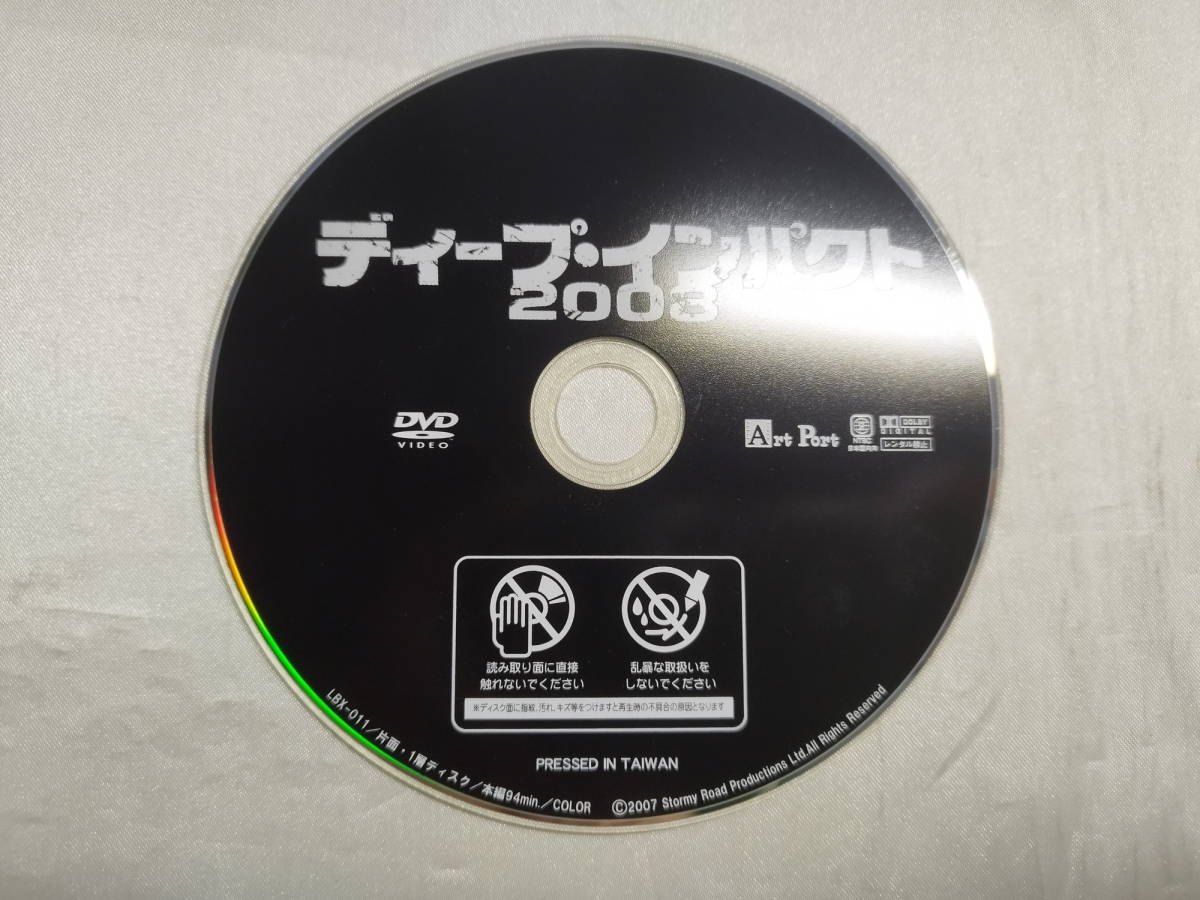 ディープ・インパクト
2008
DVD
VIDEO
Art Port
NTSC
日本国内向
DOLBY
DIGITAL
レンタル禁止
読み取り面に直接
触れないでください
乱暴な取扱いを
しないでください
※ディスク面に指紋、汚れ、キズ等をつけますと再生時の不具合の原因となります
PRESSED IN TAIWAN
LBX-011/片面・1層ディスク/本編94min./COLOR
©2007 Stormy Road Productions Ltd.All Rights Reserved